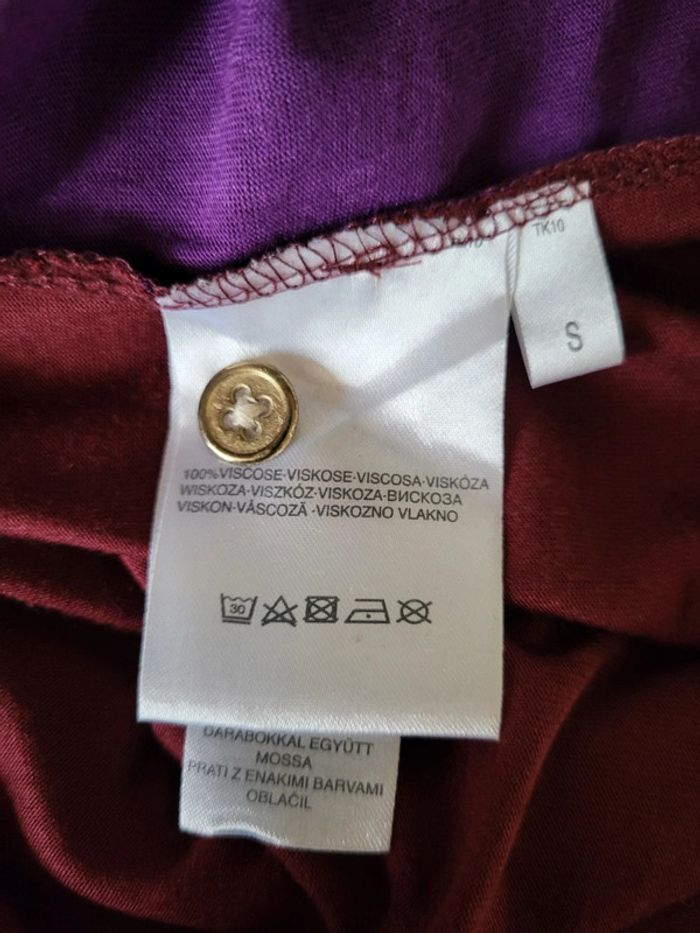 TK10
S
100%VISCOSE-VISKOSE-VISCOSA-VISKÓZA
WISKOZA-VISZKÓZ-VISKOZA-ВИСКОЗА
VISKON-VÂSCOZĂ -VISKOZNO VLAKNO
30
DARABOKKAL EGYÜTT
MOSSA
PRATI Z ENAKIMI BARVAMI
OBLAČIL